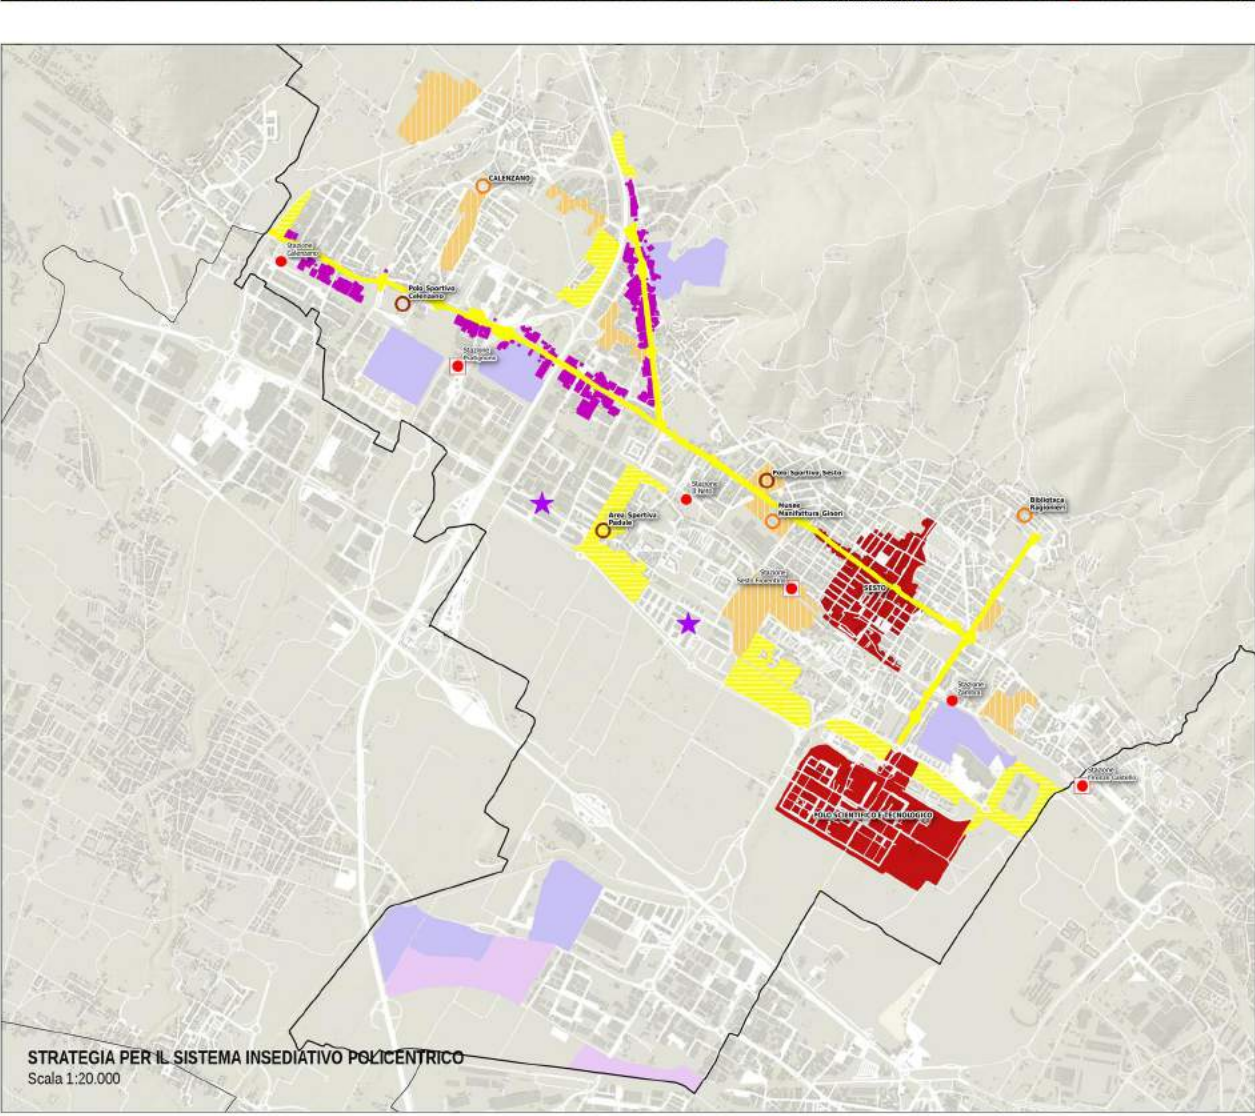 CALENZANO
Stazione
Calenzano
Polo Sportivo
Calenzano
Stazione
Pratignone
Polo Sportivo Sesto
Stazione
Il Neto
Biblioteca
Ragionieri
Museo
Manifattura Ginori
Area Sportiva
Padule
Stazione
Sesto Fiorentino
SESTO
Stazione
Zambra
Stazione
Firenze Castello
POLO SCIENTIFICO E TECNOLOGICO
STRATEGIA PER IL SISTEMA INSEDIATIVO POLICENTRICO
Scala 1:20.000